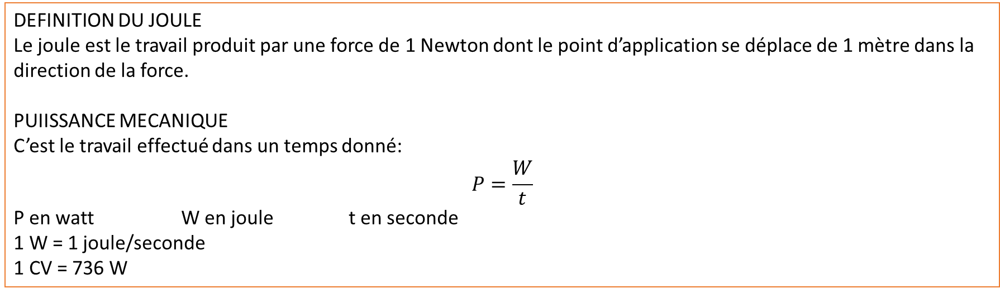 DEFINITION DU JOULE
Le joule est le travail produit par une force de 1 Newton dont le point d’application se déplace de 1 mètre dans la
direction de la force.
PUIISSANCE MECANIQUE
C’est le travail effectué dans un temps donné:
P = W/t
P en watt W en joule t en seconde
1 W = 1 joule/seconde
1 CV = 736 W